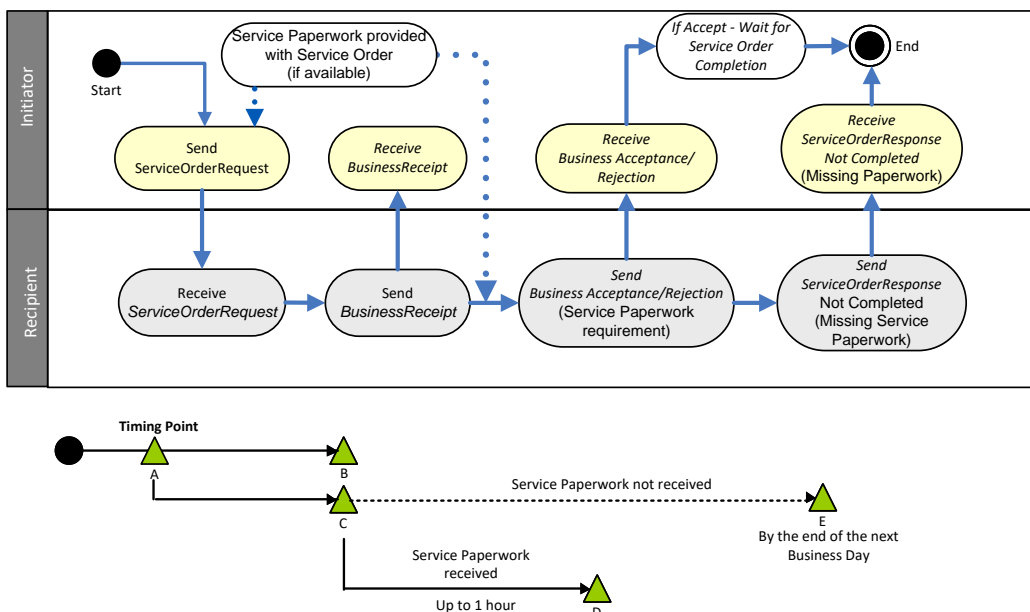 Initiator
Start
Service Paperwork provided
with Service Order
(if available)
If Accept - Wait for
Service Order
Completion
End
Send
ServiceOrderRequest
Receive
BusinessReceipt
Receive
Business Acceptance/
Rejection
Receive
ServiceOrderResponse
Not Completed
(Missing Paperwork)
Recipient
Receive
ServiceOrderRequest
Send
BusinessReceipt
Send
Business Acceptance/Rejection
(Service Paperwork
requirement)
Send
ServiceOrderResponse
Not Completed
(Missing Service
Paperwork)
Timing Point
A
B
C
Service Paperwork not received
E
By the end of the next
Business Day
Service Paperwork
received
Up to 1 hour
D